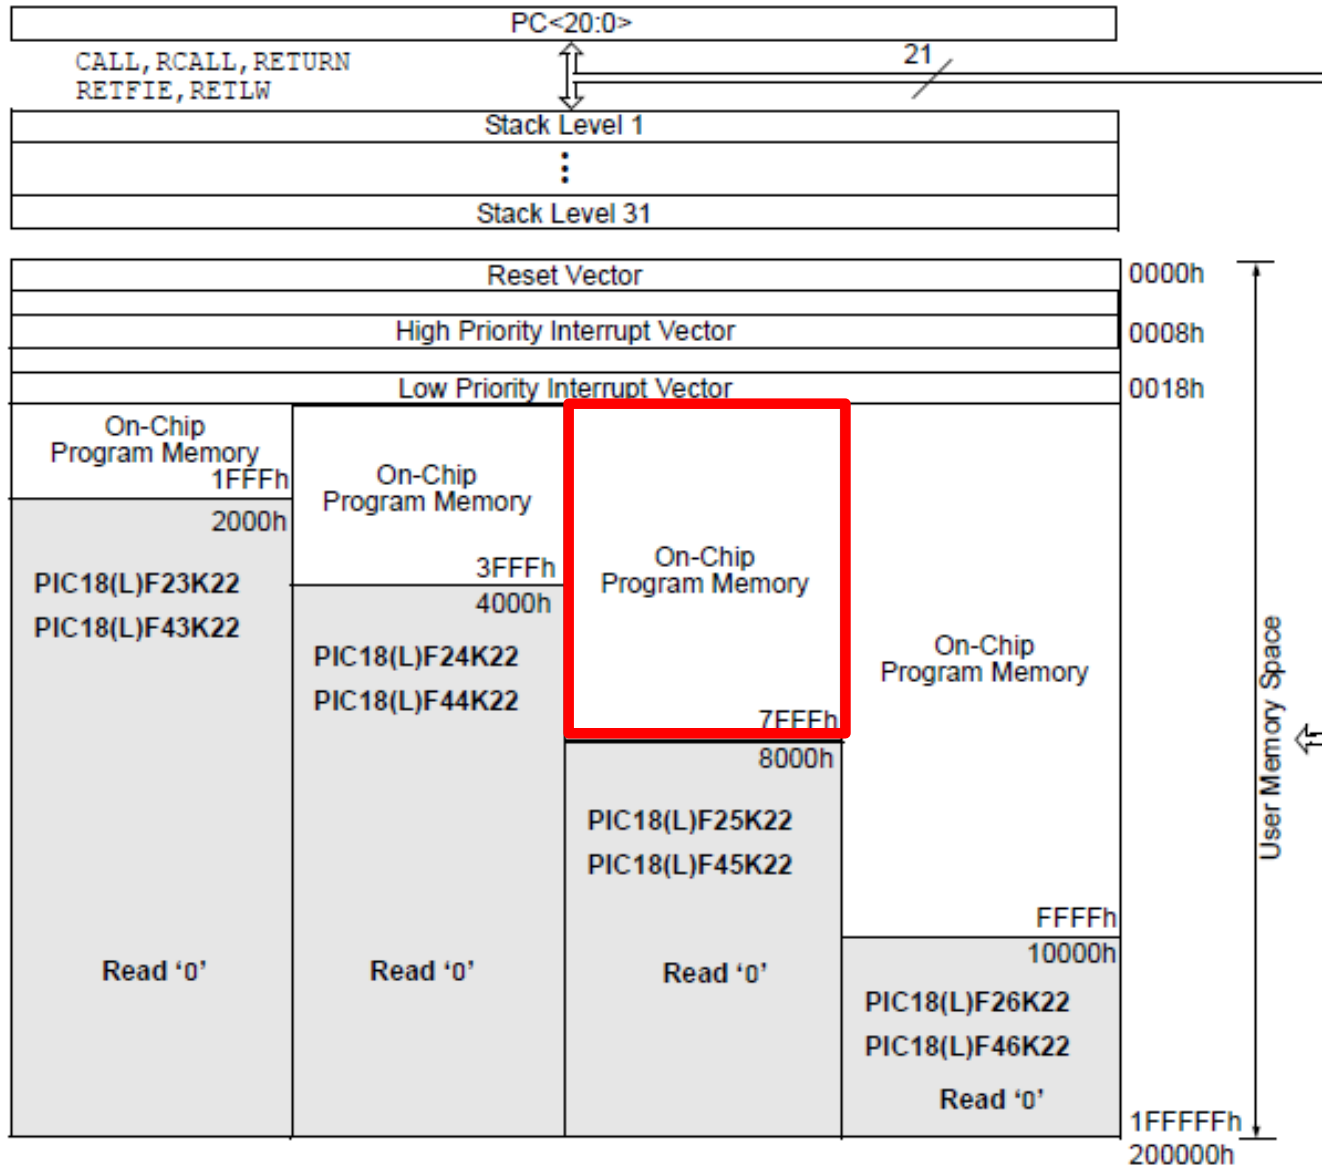 PC<20:0>
CALL,RCALL,RETURN
RETFIE,RETLW
21
Stack Level 1
Stack Level 31
Reset Vector
0000h
High Priority Interrupt Vector
0008h
Low Priority Interrupt Vector
0018h
On-Chip
Program Memory
1FFFh
2000h
PIC18(L)F23K22
PIC18(L)F43K22
Read ‘0’
On-Chip
Program Memory
3FFFh
4000h
PIC18(L)F24K22
PIC18(L)F44K22
Read ‘0’
On-Chip
Program Memory
7FFFh
8000h
PIC18(L)F25K22
PIC18(L)F45K22
Read ‘0’
On-Chip
Program Memory
FFFFh
10000h
PIC18(L)F26K22
PIC18(L)F46K22
Read ‘0’
1FFFFFh
200000h
User Memory Space